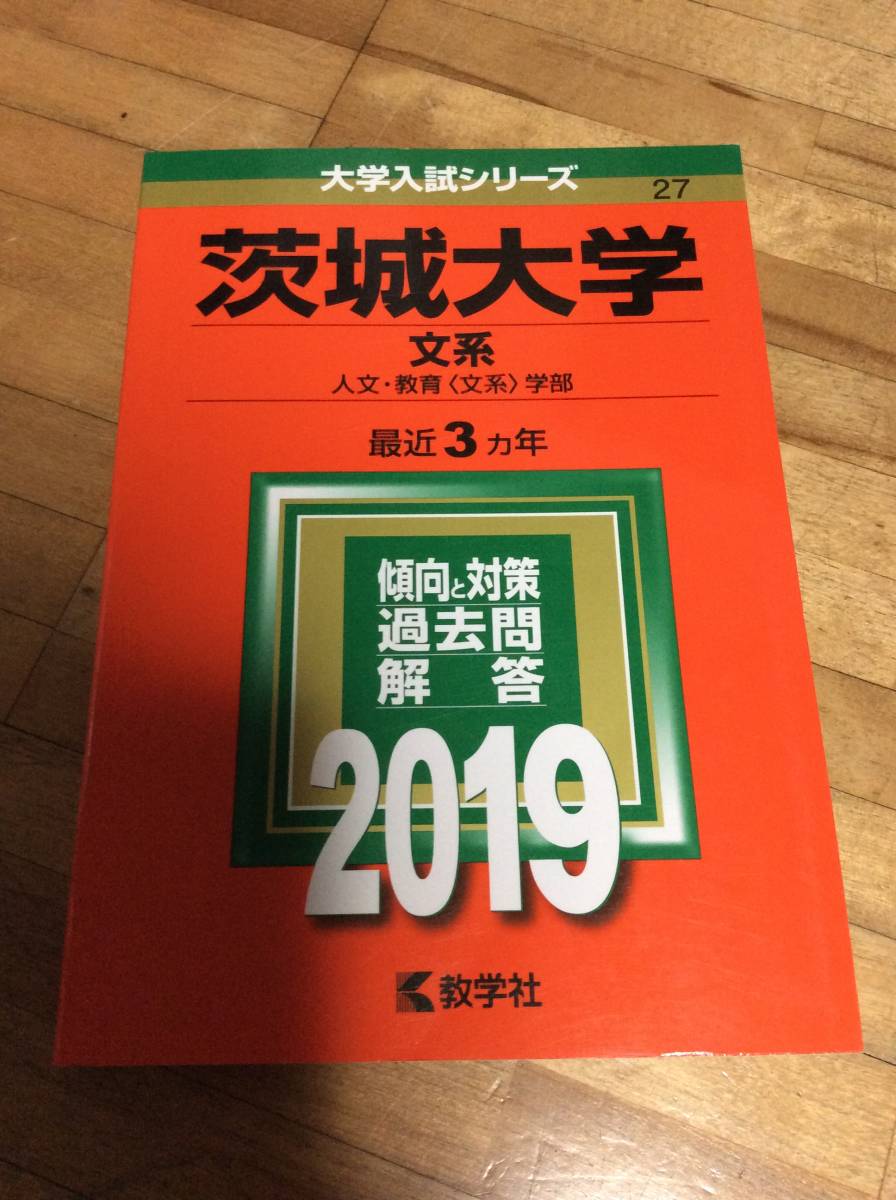 大学入試シリーズ
27
茨城大学
文系
人文・教育〈文系〉学部
最近3カ年
傾向と対策
過去問
解答
2019
教学社